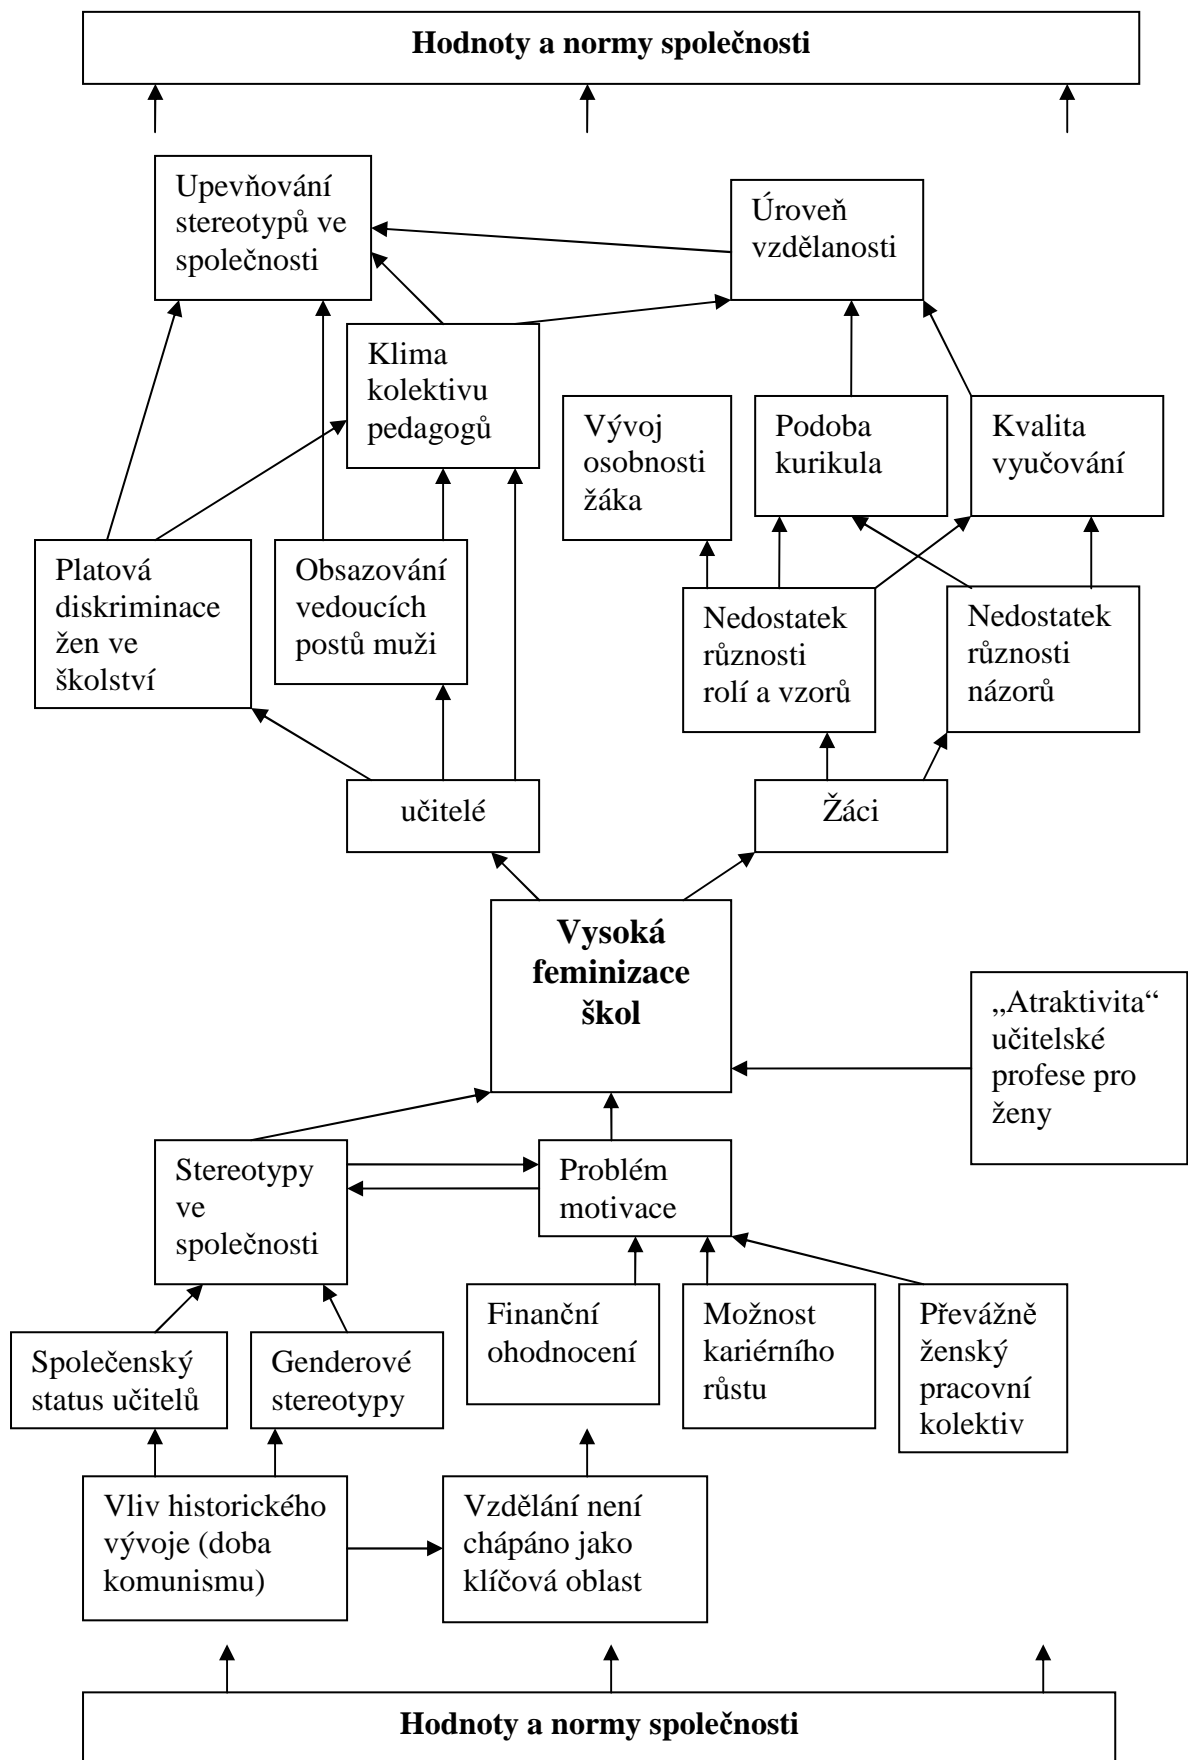 Hodnoty a normy společnosti
Upevňování
stereotypů ve
společnosti
Úroveň
vzdělanosti
Klima
kolektivu
pedagogů
Vývoj
osobnosti
žáka
Podoba
kurikula
Kvalita
vyučování
Platová
diskriminace
žen ve
školství
Obsazování
vedoucích
postů muži
Nedostatek
různosti
rolí a vzorů
Nedostatek
různosti
názorů
učitelé
Žáci
Vysoká
feminizace
škol
„Atraktivita“
učitelské
profese pro
ženy
Stereotypy
ve
společnosti
Problém
motivace
Finanční
ohodnocení
Možnost
kariérního
růstu
Převážně
ženský
pracovní
kolektiv
Společenský
status učitelů
Genderové
stereotypy
Vliv historického
vývoje (doba
komunismu)
Vzdělání není
chápáno jako
klíčová oblast
Hodnoty a normy společnosti